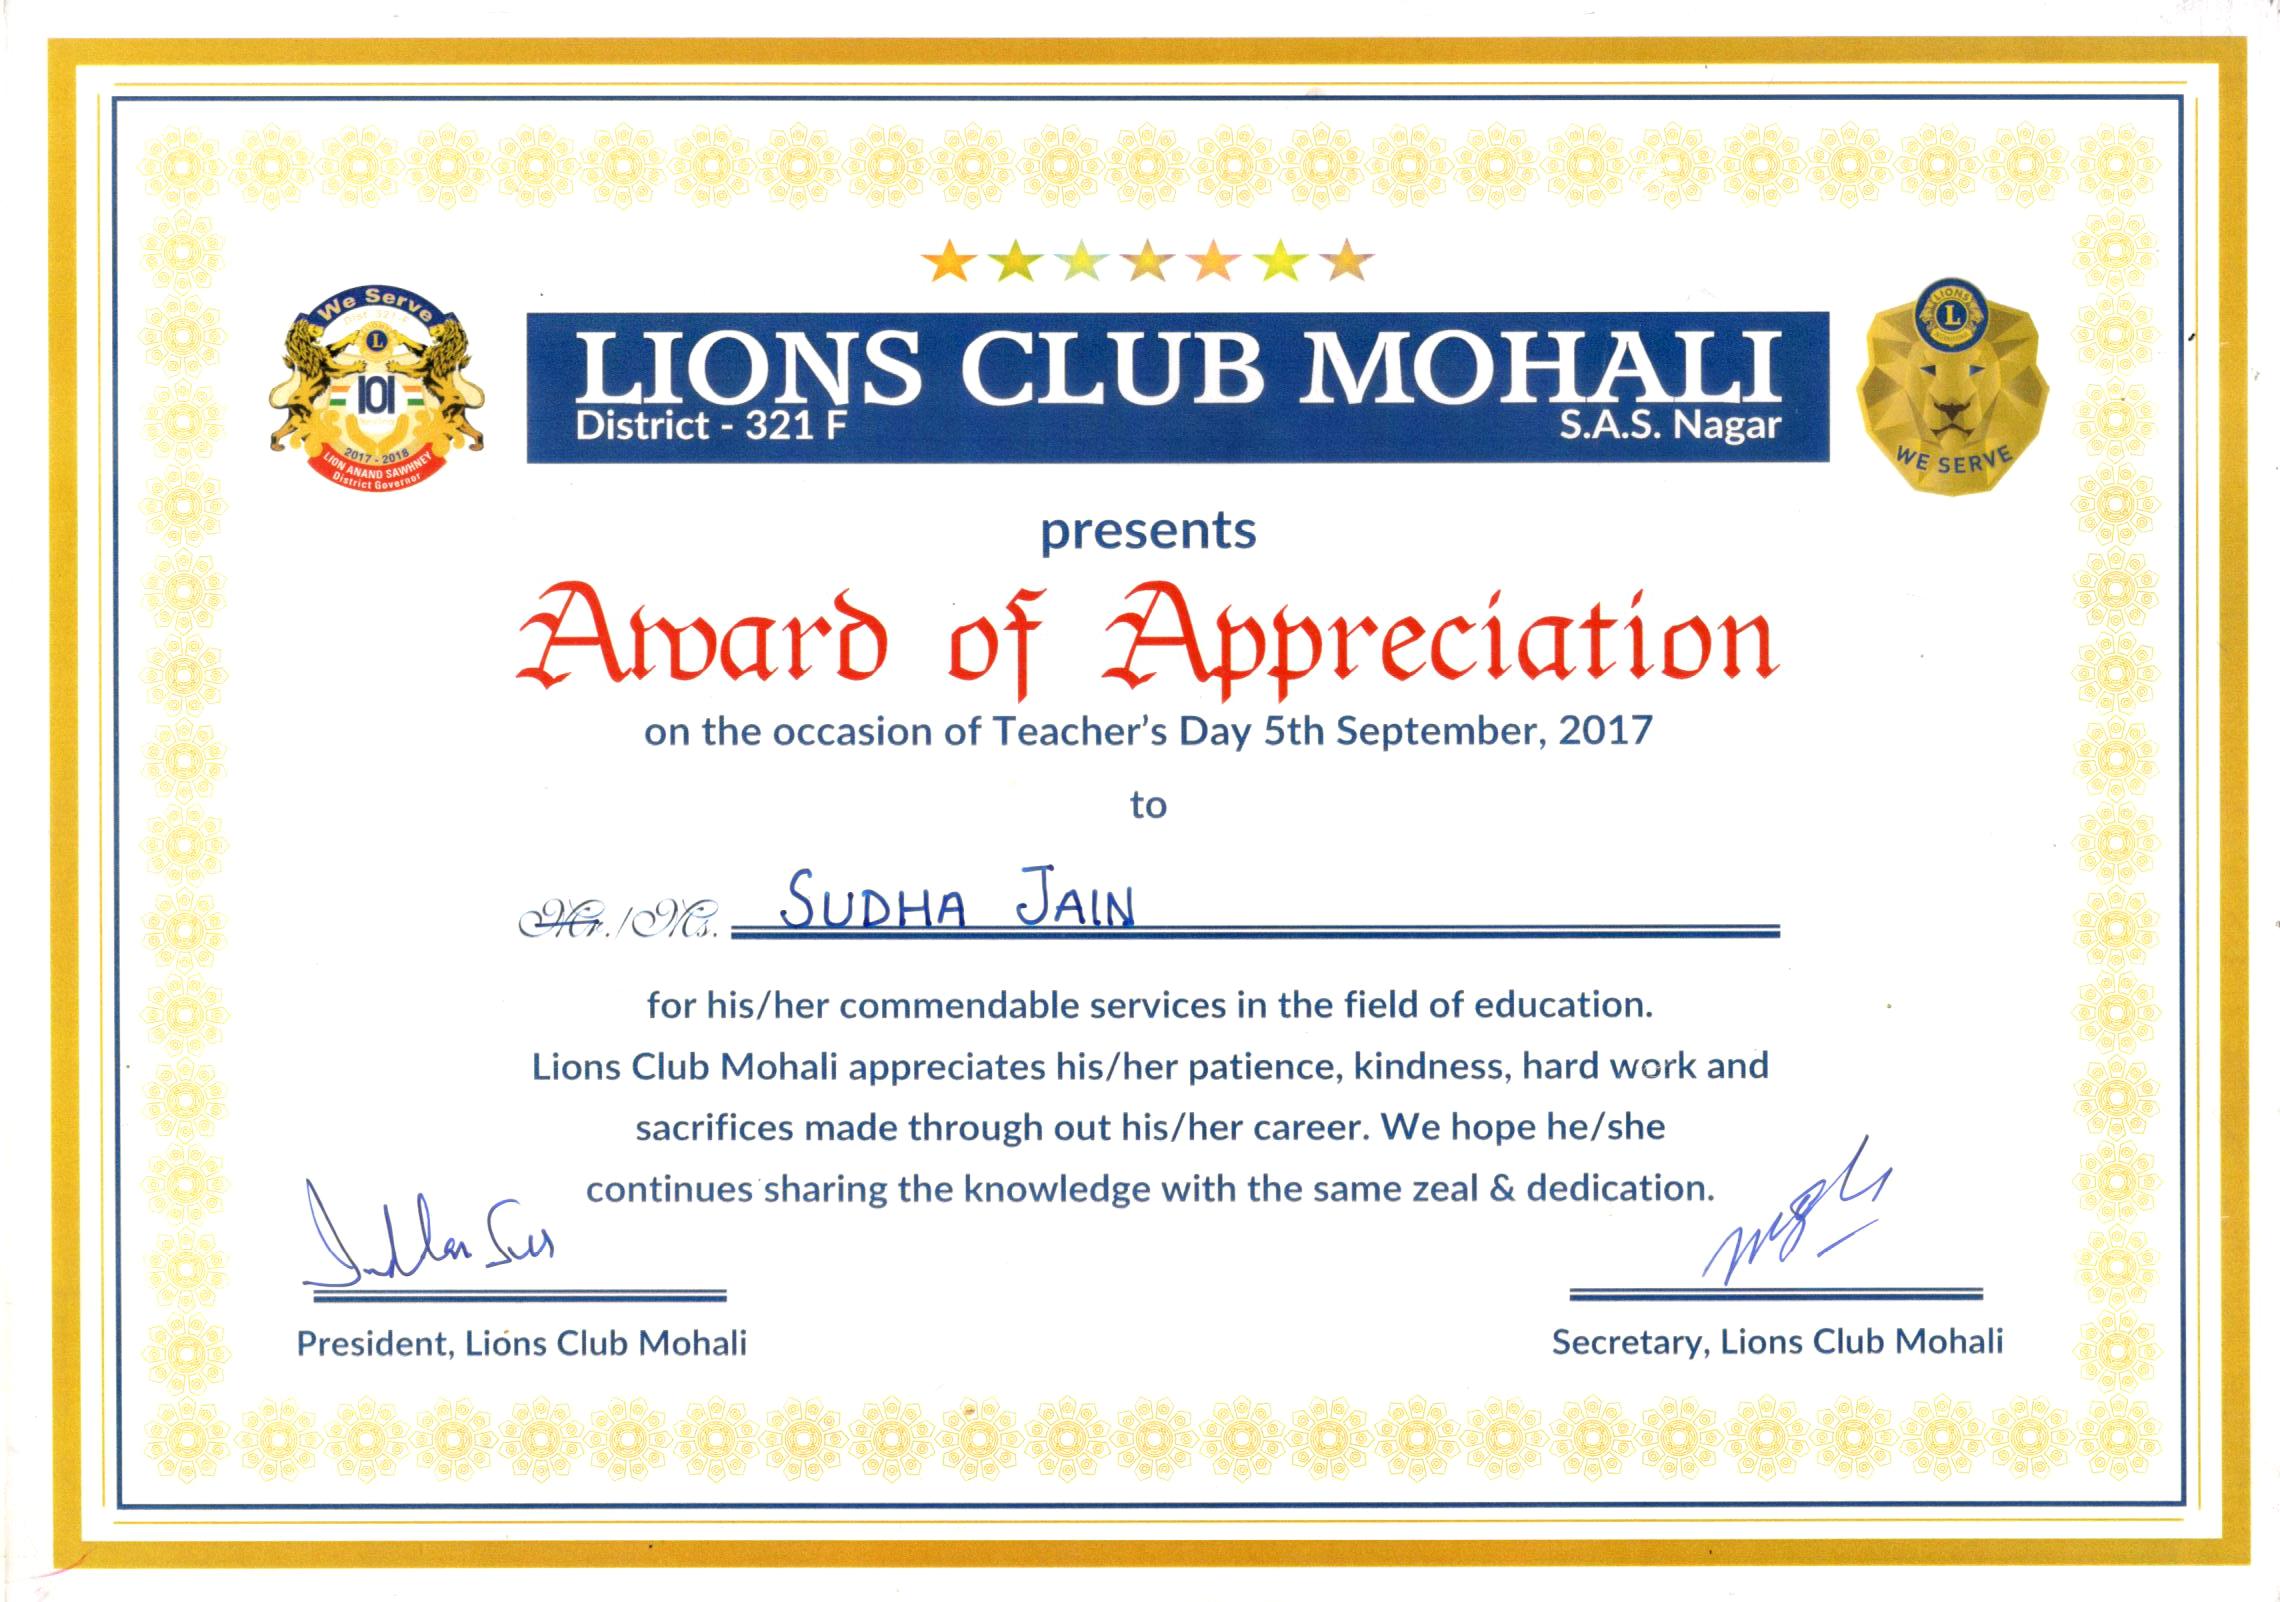 We Serve
Dist. 321-F
L
101
2017 - 2018
LION ANAND SAWHNEY
District Governor
LIONS CLUB MOHALI
District - 321 F
S.A.S. Nagar
LIONS
L
WE SERVE
presents
Award of Appreciation
on the occasion of Teacher's Day 5th September, 2017
to
Mr./Ms. SUDHA JAIN
for his/her commendable services in the field of education.
Lions Club Mohali appreciates his/her patience, kindness, hard work and
sacrifices made through out his/her career. We hope he/she
continues sharing the knowledge with the same zeal & dedication.
President, Lions Club Mohali
Secretary, Lions Club Mohali